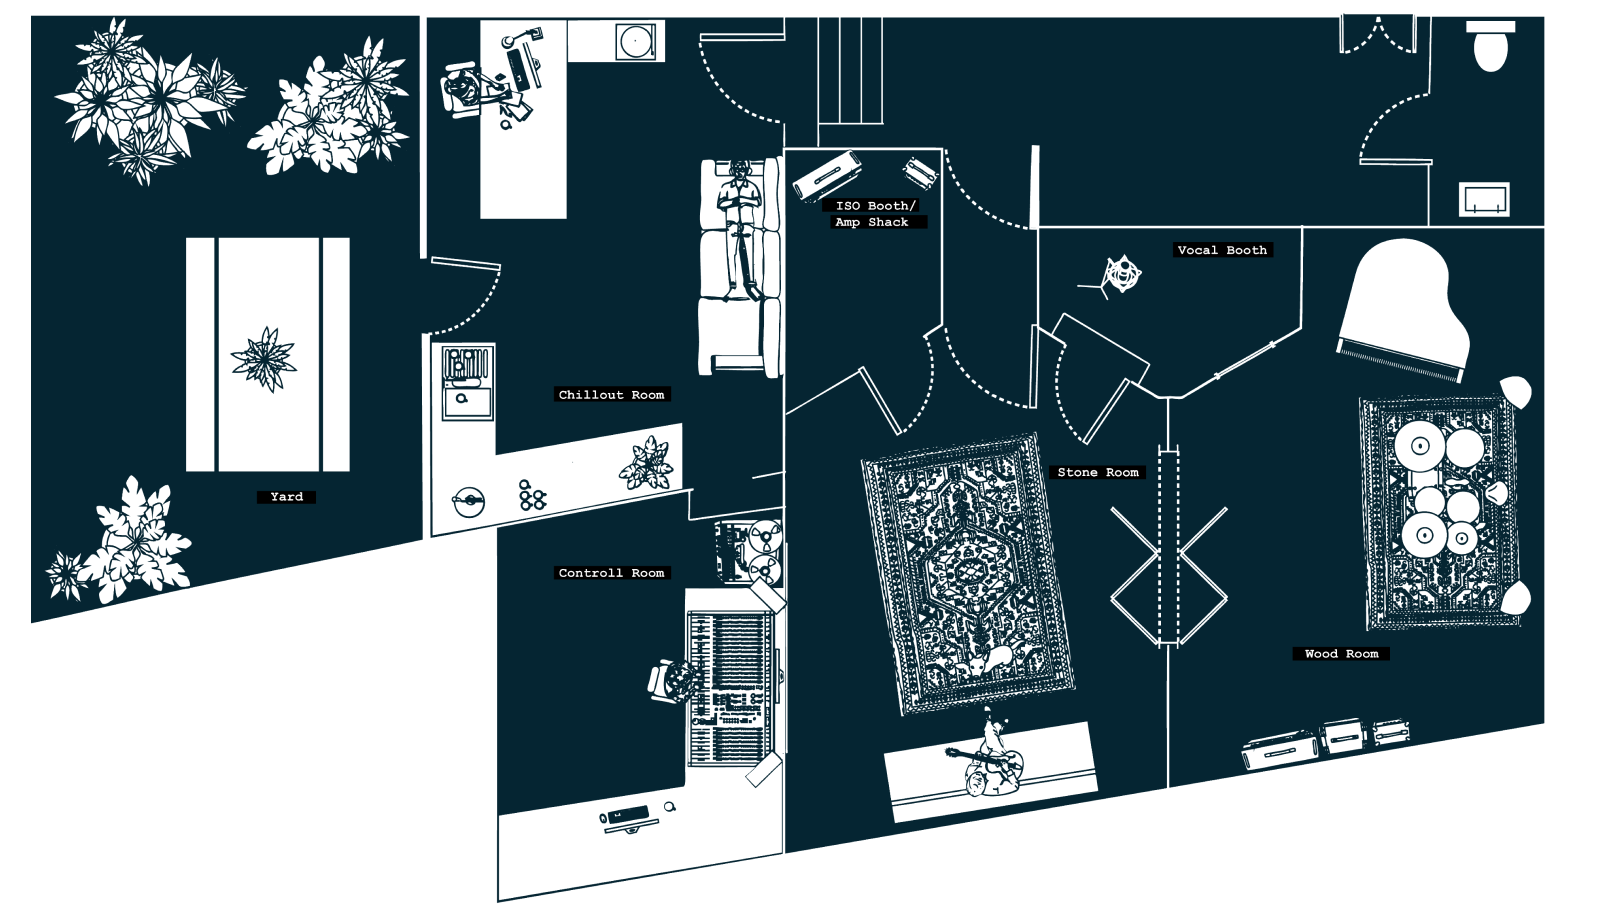 ISO Booth/
Amp Shack
Vocal Booth
Chillout Room
Stone Room
Yard
Controll Room
Wood Room